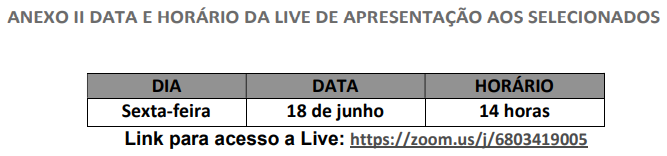 ANEXO II DATA E HORÁRIO DA LIVE DE APRESENTAÇÃO AOS SELECIONADOS
DIA DATA HORÁRIO
Sexta-feira 18 de junho 14 horas
Link para acesso a Live: https://zoom.us/j/6803419005